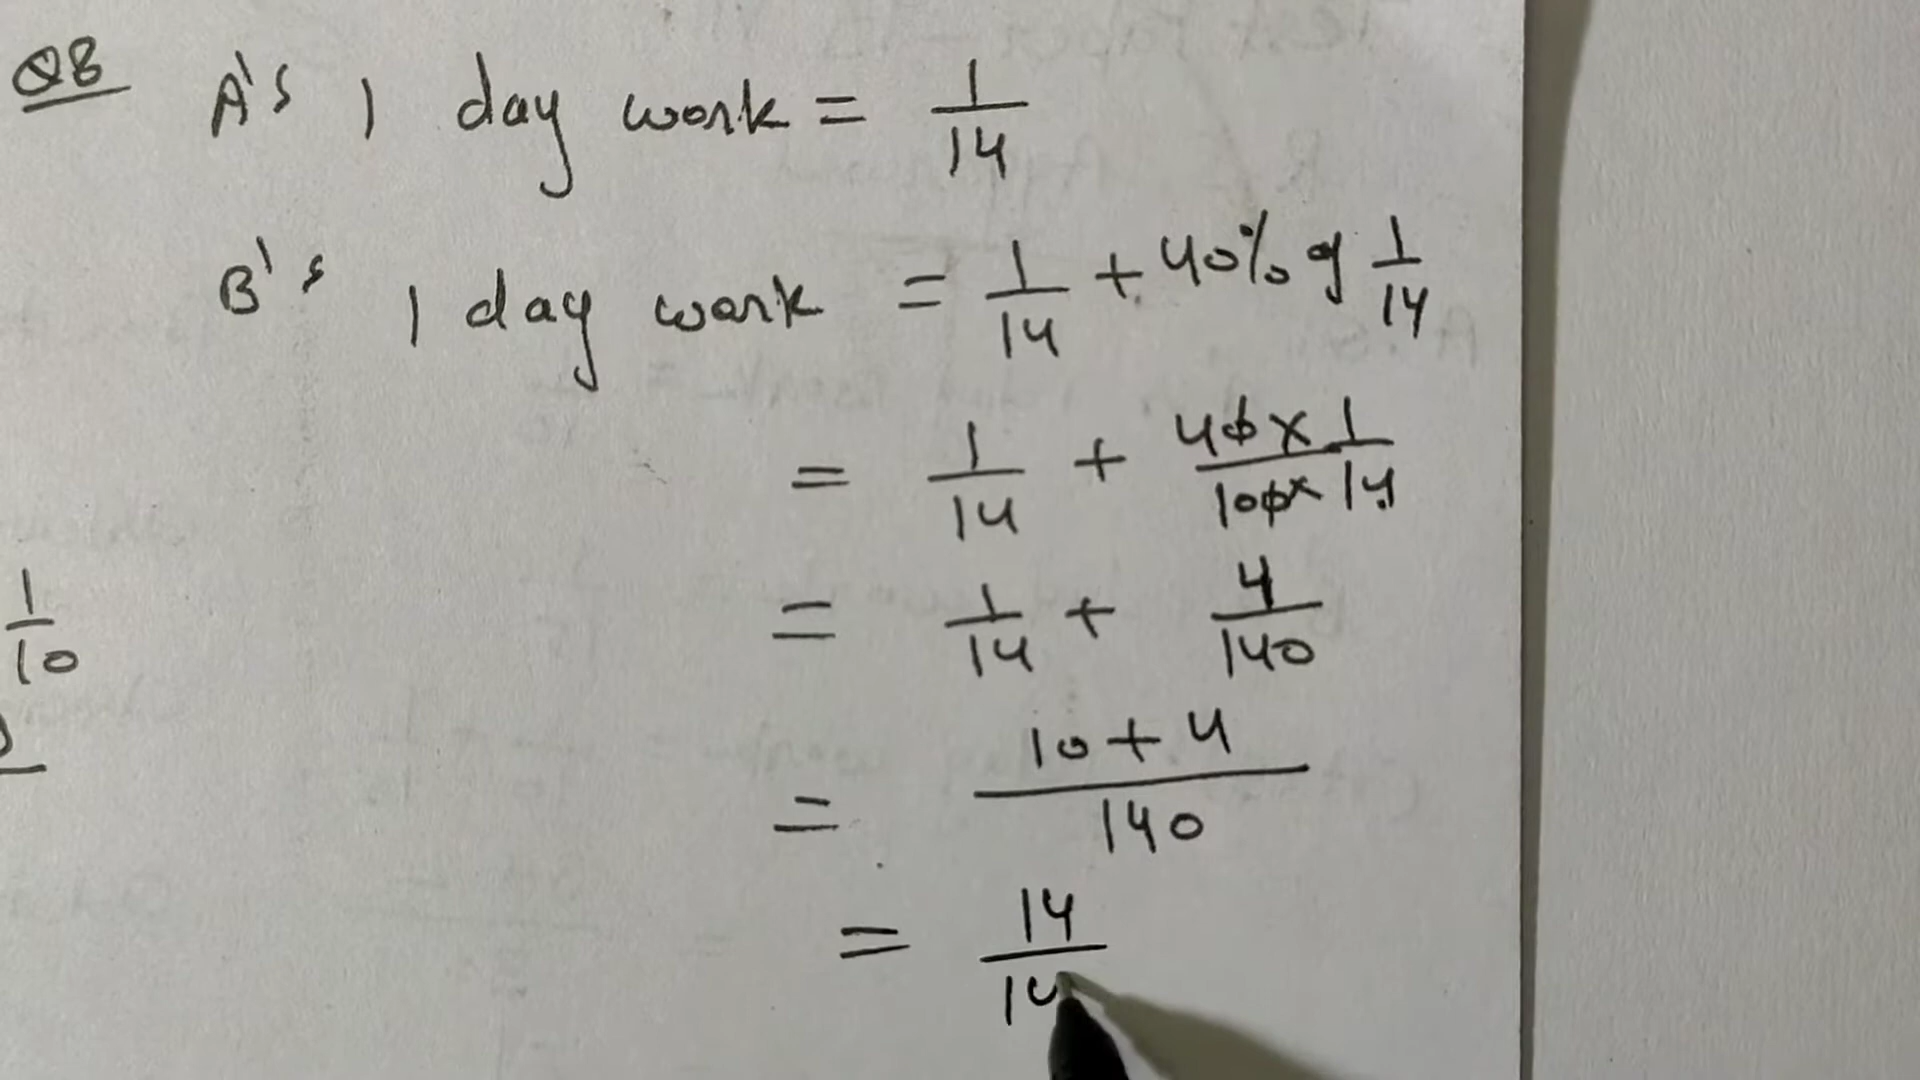 Q8 A's 1 day work = 1/14
B's 1 day work = 1/14 + 40% of 1/14
= 1/14 + 40 × 1 / 100 × 14
= 1/14 + 4/140
1/10
= 10 + 4 / 140
= 14/14